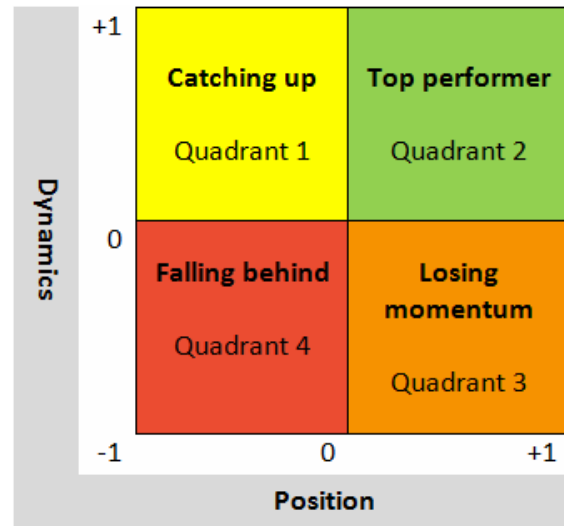 +1
Catching up
Top performer
Quadrant 1
Quadrant 2
Dynamics
0
Falling behind
Losing
momentum
Quadrant 4
Quadrant 3
-1
0
+1
Position